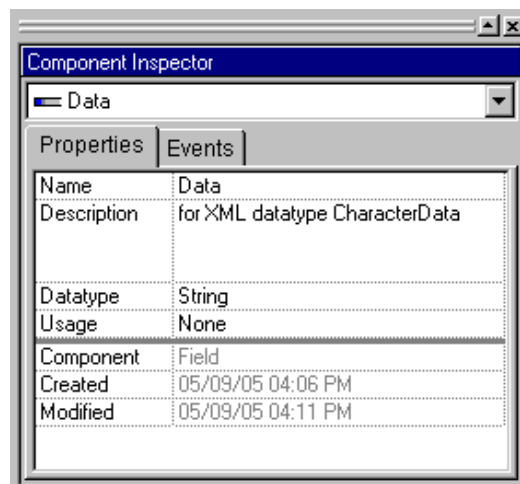 Component Inspector
Data
Properties Events
Name Data
Description for XML datatype CharacterData
Datatype String
Usage None
Component Field
Created 05/09/05 04:06 PM
Modified 05/09/05 04:11 PM